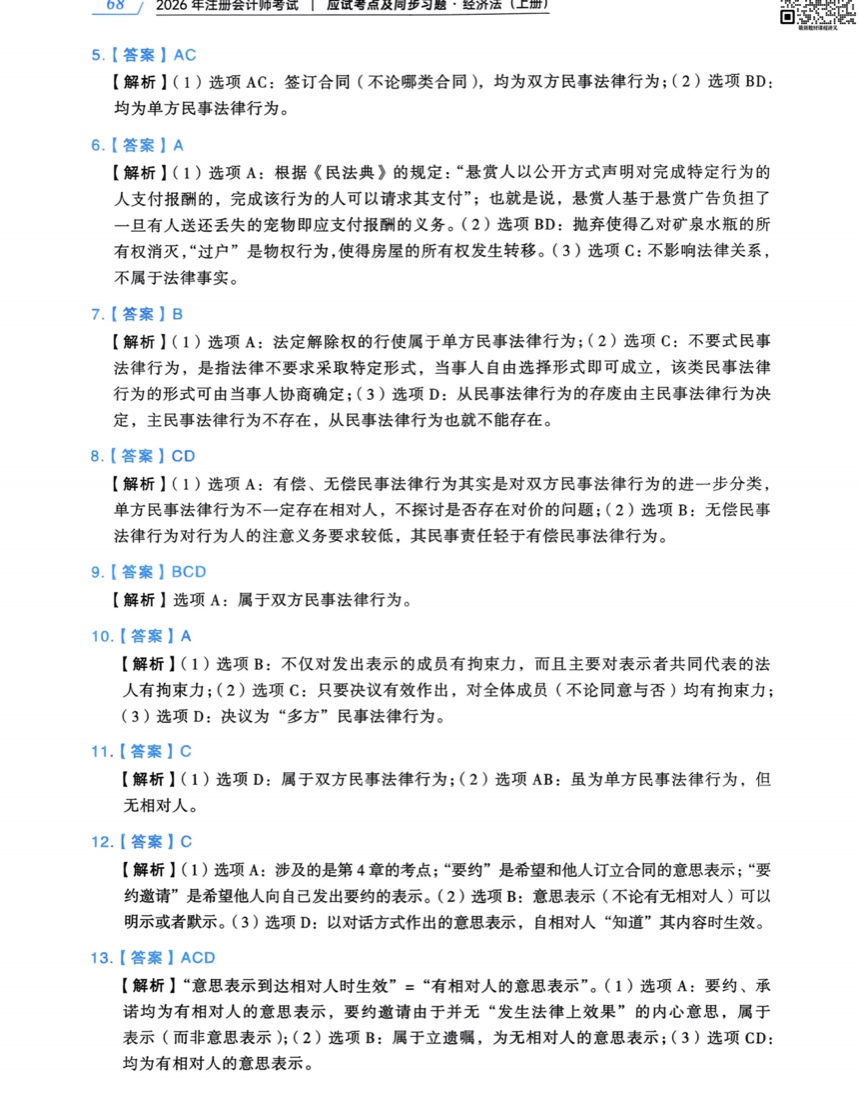 68 2026 年注册会计师考试 | 应试考点及同步习题·经济法（上册）
5.【答案】AC
【解析】（1）选项 AC：签订合同（不论哪类合同），均为双方民事法律行为；（2）选项 BD：
均为单方民事法律行为。
6.【答案】A
【解析】（1）选项 A：根据《民法典》的规定：“悬赏人以公开方式声明对完成特定行为的
人支付报酬的，完成该行为的人可以请求其支付”；也就是说，悬赏人基于悬赏广告负担了
一旦有人送还丢失的宠物即应支付报酬的义务。（2）选项 BD：抛弃使得乙对矿泉水瓶的所
有权消灭，“过户”是物权行为，使得房屋的所有权发生转移。（3）选项 C：不影响法律关系，
不属于法律事实。
7.【答案】B
【解析】（1）选项 A：法定解除权的行使属于单方民事法律行为；（2）选项 C：不要式民事
法律行为，是指法律不要求采取特定形式，当事人自由选择形式即可成立，该类民事法律
行为的形式可由当事人协商确定；（3）选项 D：从民事法律行为的存废由主民事法律行为决
定，主民事法律行为不存在，从民事法律行为也就不能存在。
8.【答案】CD
【解析】（1）选项 A：有偿、无偿民事法律行为其实是对双方民事法律行为的进一步分类，
单方民事法律行为不一定存在相对人，不探讨是否存在对价的问题；（2）选项 B：无偿民事
法律行为对行为人的注意义务要求较低，其民事责任轻于有偿民事法律行为。
9.【答案】BCD
【解析】选项 A：属于双方民事法律行为。
10.【答案】A
【解析】（1）选项 B：不仅对发出表示的成员有拘束力，而且主要对表示者共同代表的法
人有拘束力；（2）选项 C：只要决议有效作出，对全体成员（不论同意与否）均有拘束力；
（3）选项 D：决议为“多方”民事法律行为。
11.【答案】C
【解析】（1）选项 D：属于双方民事法律行为；（2）选项 AB：虽为单方民事法律行为，但
无相对人。
12.【答案】C
【解析】（1）选项 A：涉及的是第 4 章的考点；“要约”是希望和他人订立合同的意思表示；“要
约邀请”是希望他人向自己发出要约的表示。（2）选项 B：意思表示（不论有无相对人）可以
明示或者默示。（3）选项 D：以对话方式作出的意思表示，自相对人“知道”其内容时生效。
13.【答案】ACD
【解析】“意思表示到达相对人时生效”=“有相对人的意思表示”。（1）选项 A：要约、承
诺均为有相对人的意思表示，要约邀请由于并无“发生法律上效果”的内心意思，属于
表示（而非意思表示）；（2）选项 B：属于立遗嘱，为无相对人的意思表示；（3）选项 CD：
均为有相对人的意思表示。